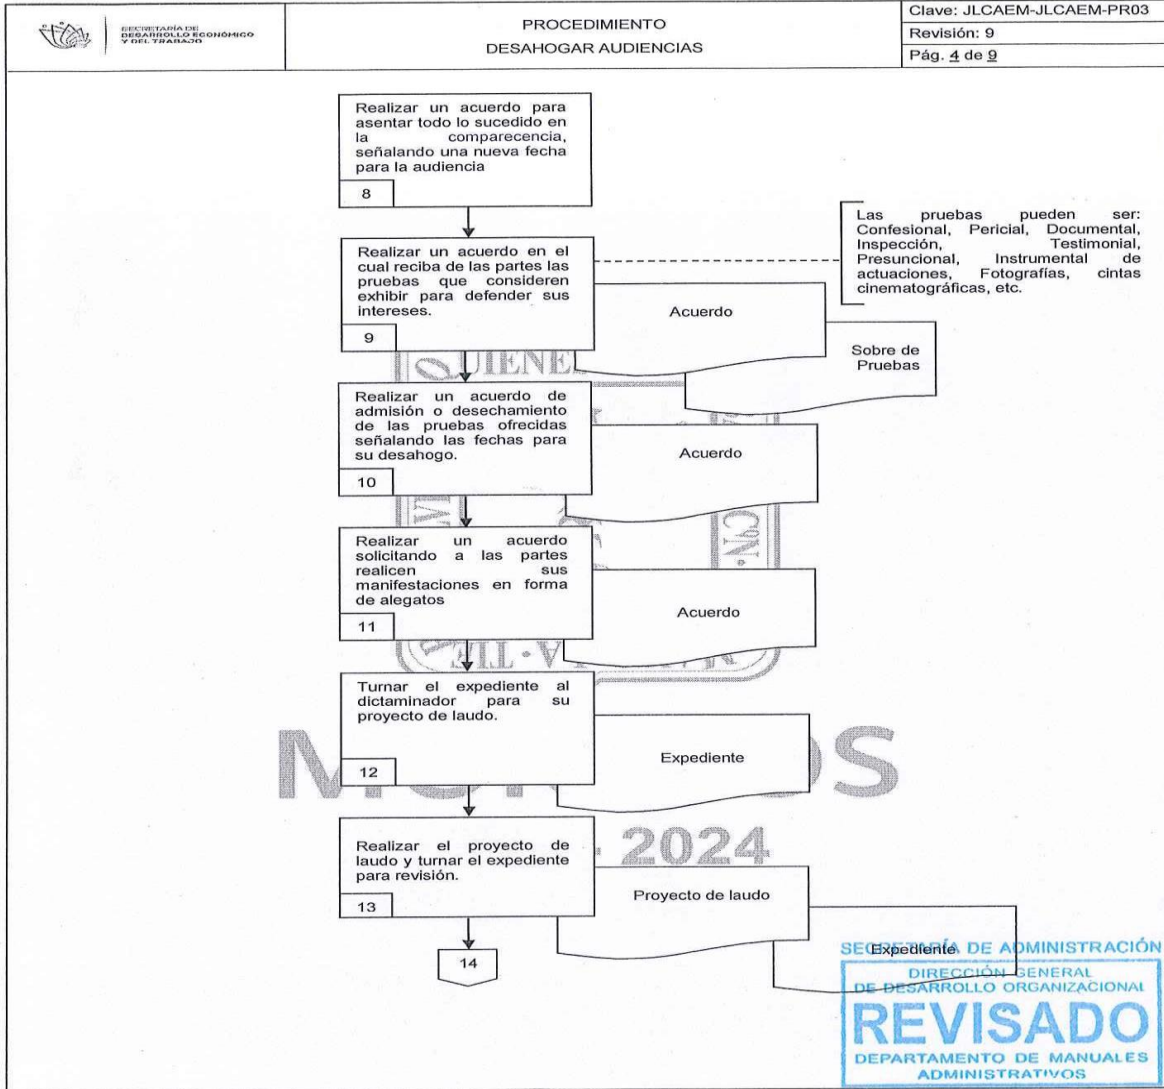 SECRETARÍA DE
DESARROLLO ECONÓMICO
Y DEL TRABAJO
PROCEDIMIENTO
DESAHOGAR AUDIENCIAS
Clave: JLCAEM-JLCAEM-PR03
Revisión: 9
Pág. 4 de 9
Realizar un acuerdo para
asentar todo lo sucedido en
la comparecencia,
señalando una nueva fecha
para la audiencia
8
Realizar un acuerdo en el
cual reciba de las partes las
pruebas que consideren
exhibir para defender sus
intereses.
9
Las pruebas pueden ser:
Confesional, Pericial, Documental,
Inspección, Testimonial,
Presuncional, Instrumental de
actuaciones, Fotografías, cintas
cinematográficas, etc.
Acuerdo
Sobre de
Pruebas
Realizar un acuerdo de
admisión o desechamiento
de las pruebas ofrecidas
señalando las fechas para
su desahogo.
10
Acuerdo
Realizar un acuerdo
solicitando a las partes
realicen sus
manifestaciones en forma
de alegatos
11
Acuerdo
Turnar el expediente al
dictaminador para su
proyecto de laudo.
12
Expediente
Realizar el proyecto de
laudo y turnar el expediente
para revisión.
13
2024
Proyecto de laudo
Expediente
14
SECRETARÍA DE ADMINISTRACIÓN
DIRECCIÓN GENERAL
DE DESARROLLO ORGANIZACIONAL
REVISADO
DEPARTAMENTO DE MANUALES
ADMINISTRATIVOS